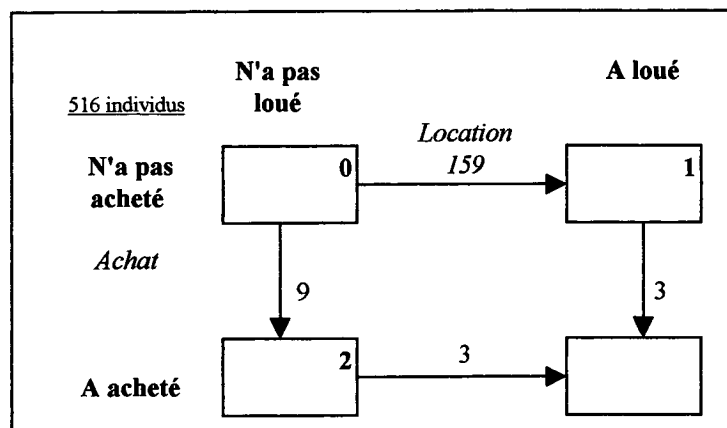 N'a pas
loué
A loué
516 individus
Location
159
N'a pas
acheté
0
1
Achat
9
3
A acheté
2
3